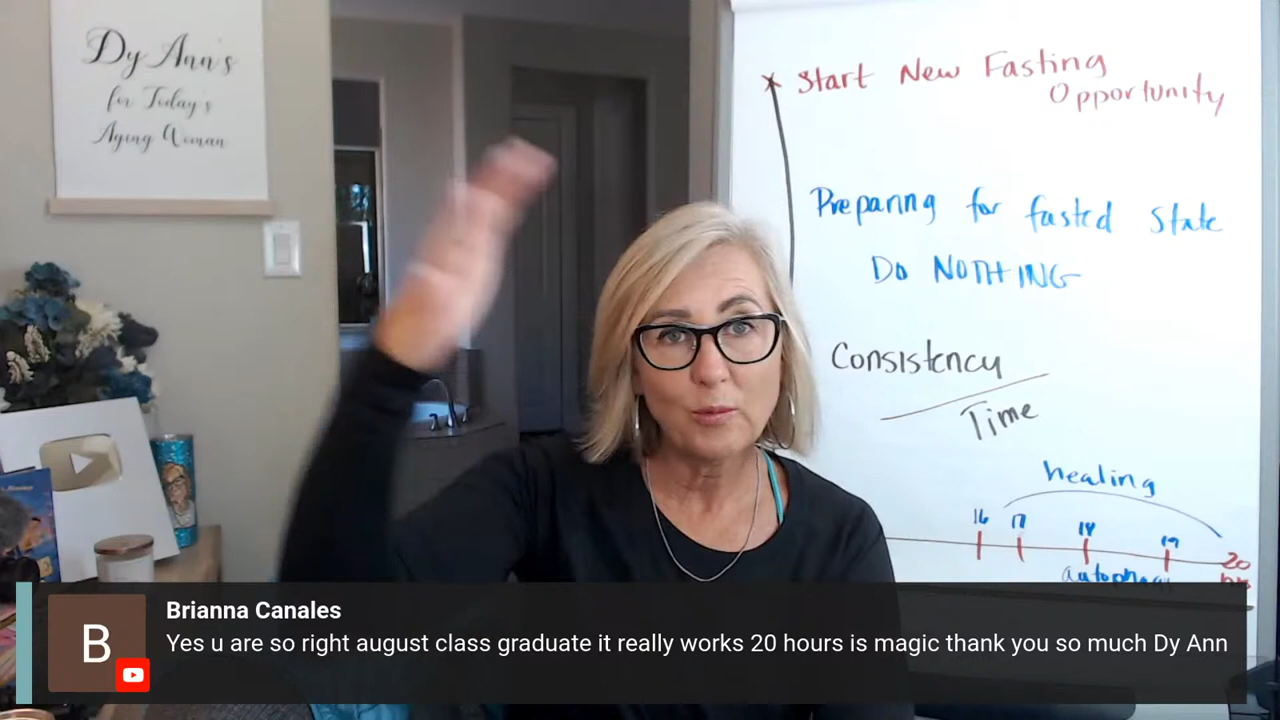 Dy Ann's
for Today's
Aging Woman
Start New Fasting
Opportunity
Preparing for fasted State
DO NOTHING
Consistency
Time
healing
16 17 18 19 20
Brianna Canales
B
Yes u are so right august class graduate it really works 20 hours is magic thank you so much Dy Ann